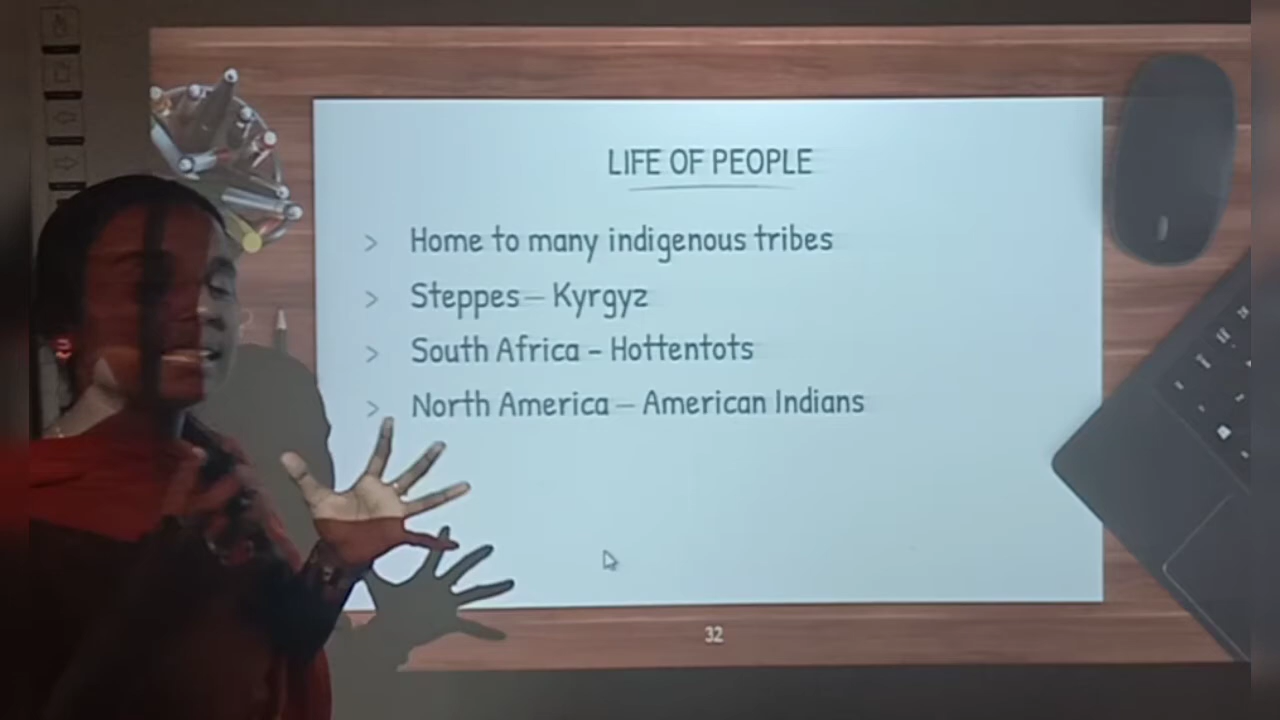 LIFE OF PEOPLE
> Home to many indigenous tribes
> Steppes – Kyrgyz
> South Africa - Hottentots
> North America – American Indians
32